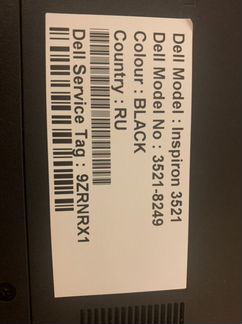 Dell Model : Inspiron 3521
Dell Model No : 3521-8249
Colour : BLACK
Country : RU
Dell Service Tag : 9ZRNRX1